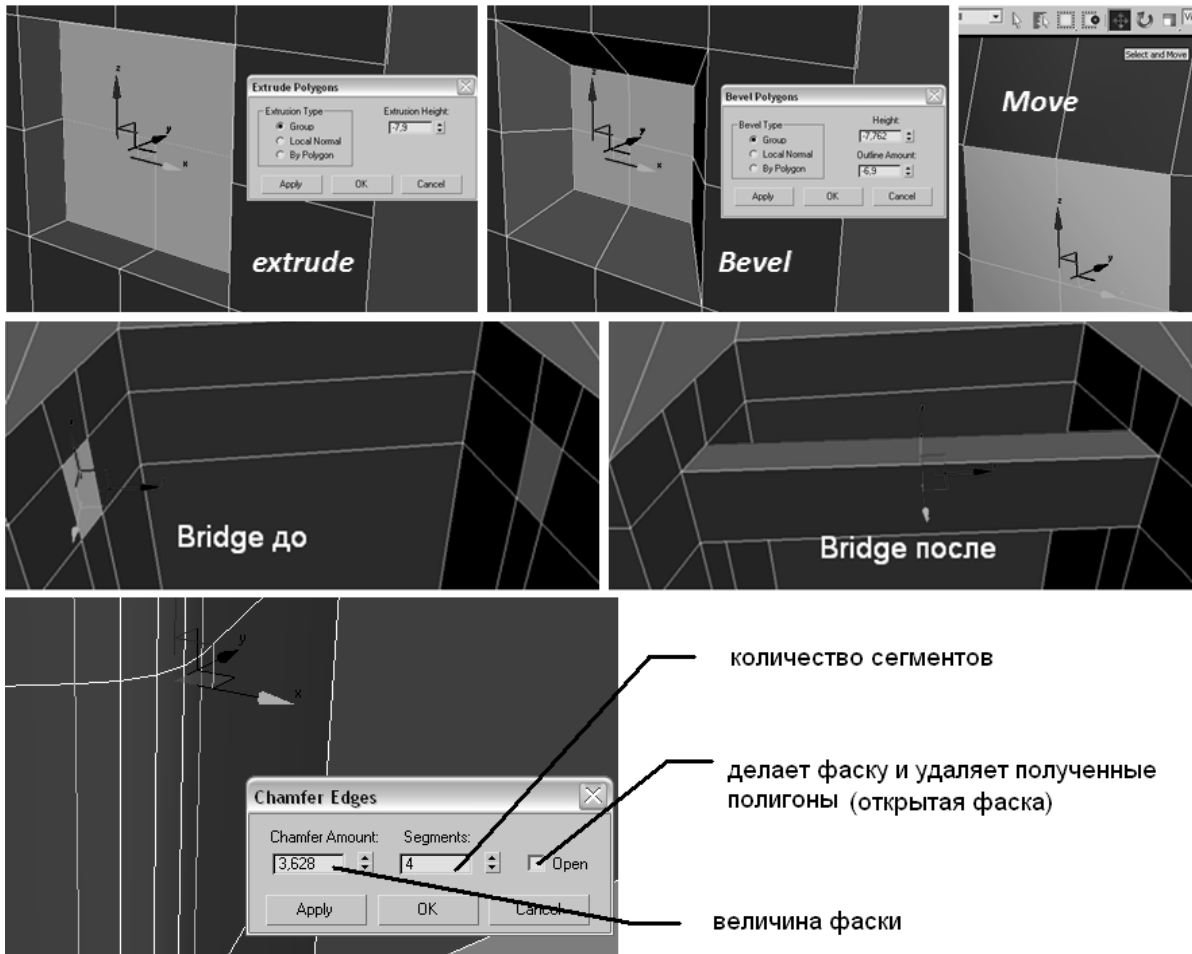 Extrude Polygons
Extrusion Type
Group
Local Normal
By Polygon
Extrusion Height:
-7,9
Apply OK Cancel
z
y
x
extrude
Bevel Polygons
Bevel Type
Group
Local Normal
By Polygon
Height:
-7,762
Outline Amount:
-6,9
Apply OK Cancel
z
y
x
Bevel
Select and Move
Move
z
y
Bridge до
Bridge после
y
x
Chamfer Edges
Chamfer Amount: Segments:
3,628 4 Open
Apply OK Cancel
количество сегментов
делает фаску и удаляет полученные
полигоны (открытая фаска)
величина фаски